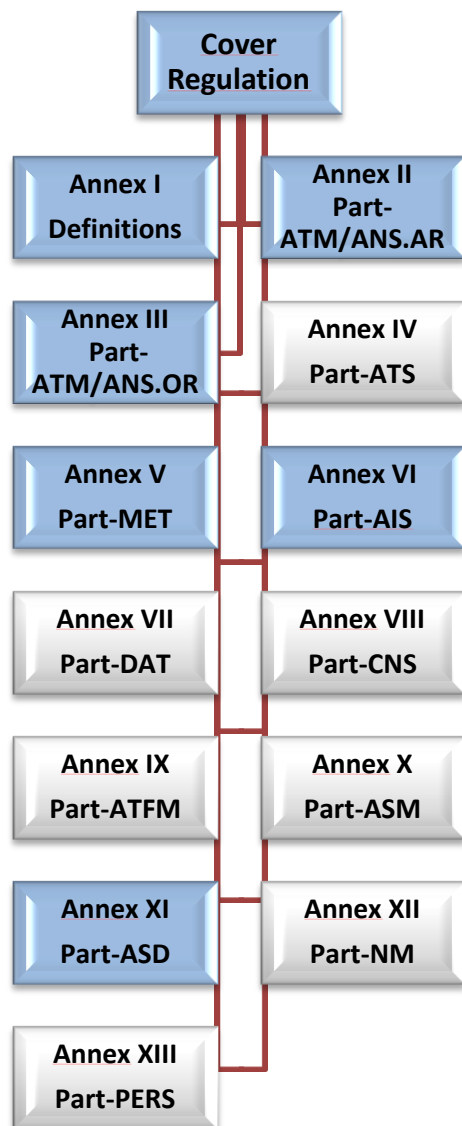 Cover
Regulation
Annex I
Definitions
Annex II
Part-
ATM/ANS.AR
Annex III
Part-
ATM/ANS.OR
Annex IV
Part-ATS
Annex V
Part-MET
Annex VI
Part-AIS
Annex VII
Part-DAT
Annex VIII
Part-CNS
Annex IX
Part-ATFM
Annex X
Part-ASM
Annex XI
Part-ASD
Annex XII
Part-NM
Annex XIII
Part-PERS